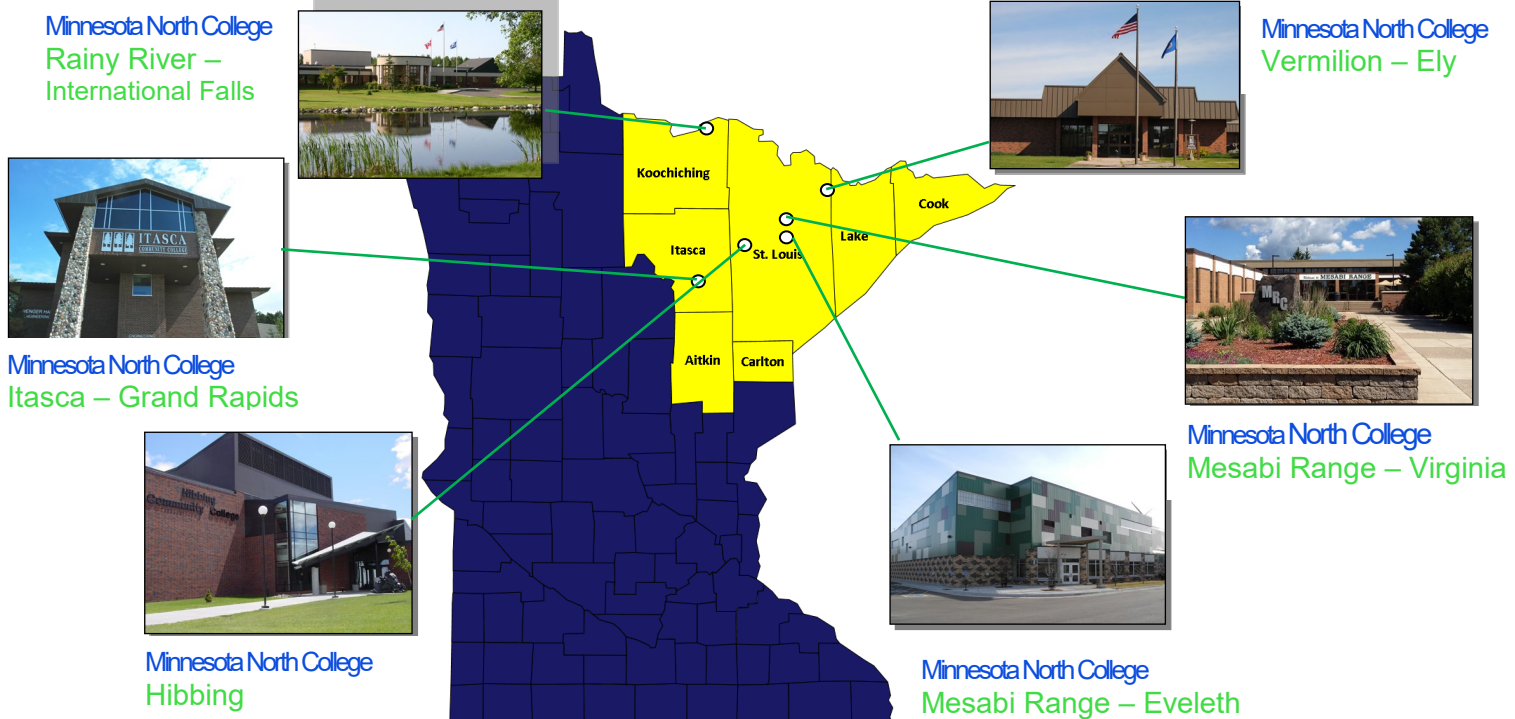 Minnesota North College
Rainy River –
International Falls
Minnesota North College
Vermilion – Ely
ITASCA
COMMUNITY COLLEGE
Minnesota North College
Itasca – Grand Rapids
Koochiching
Itasca
St. Louis
Lake
Cook
Aitkin
Carlton
MESABI RANGE
MRC
Minnesota North College
Mesabi Range – Virginia
Hibbing
Community College
Minnesota North College
Hibbing
Minnesota North College
Mesabi Range – Eveleth